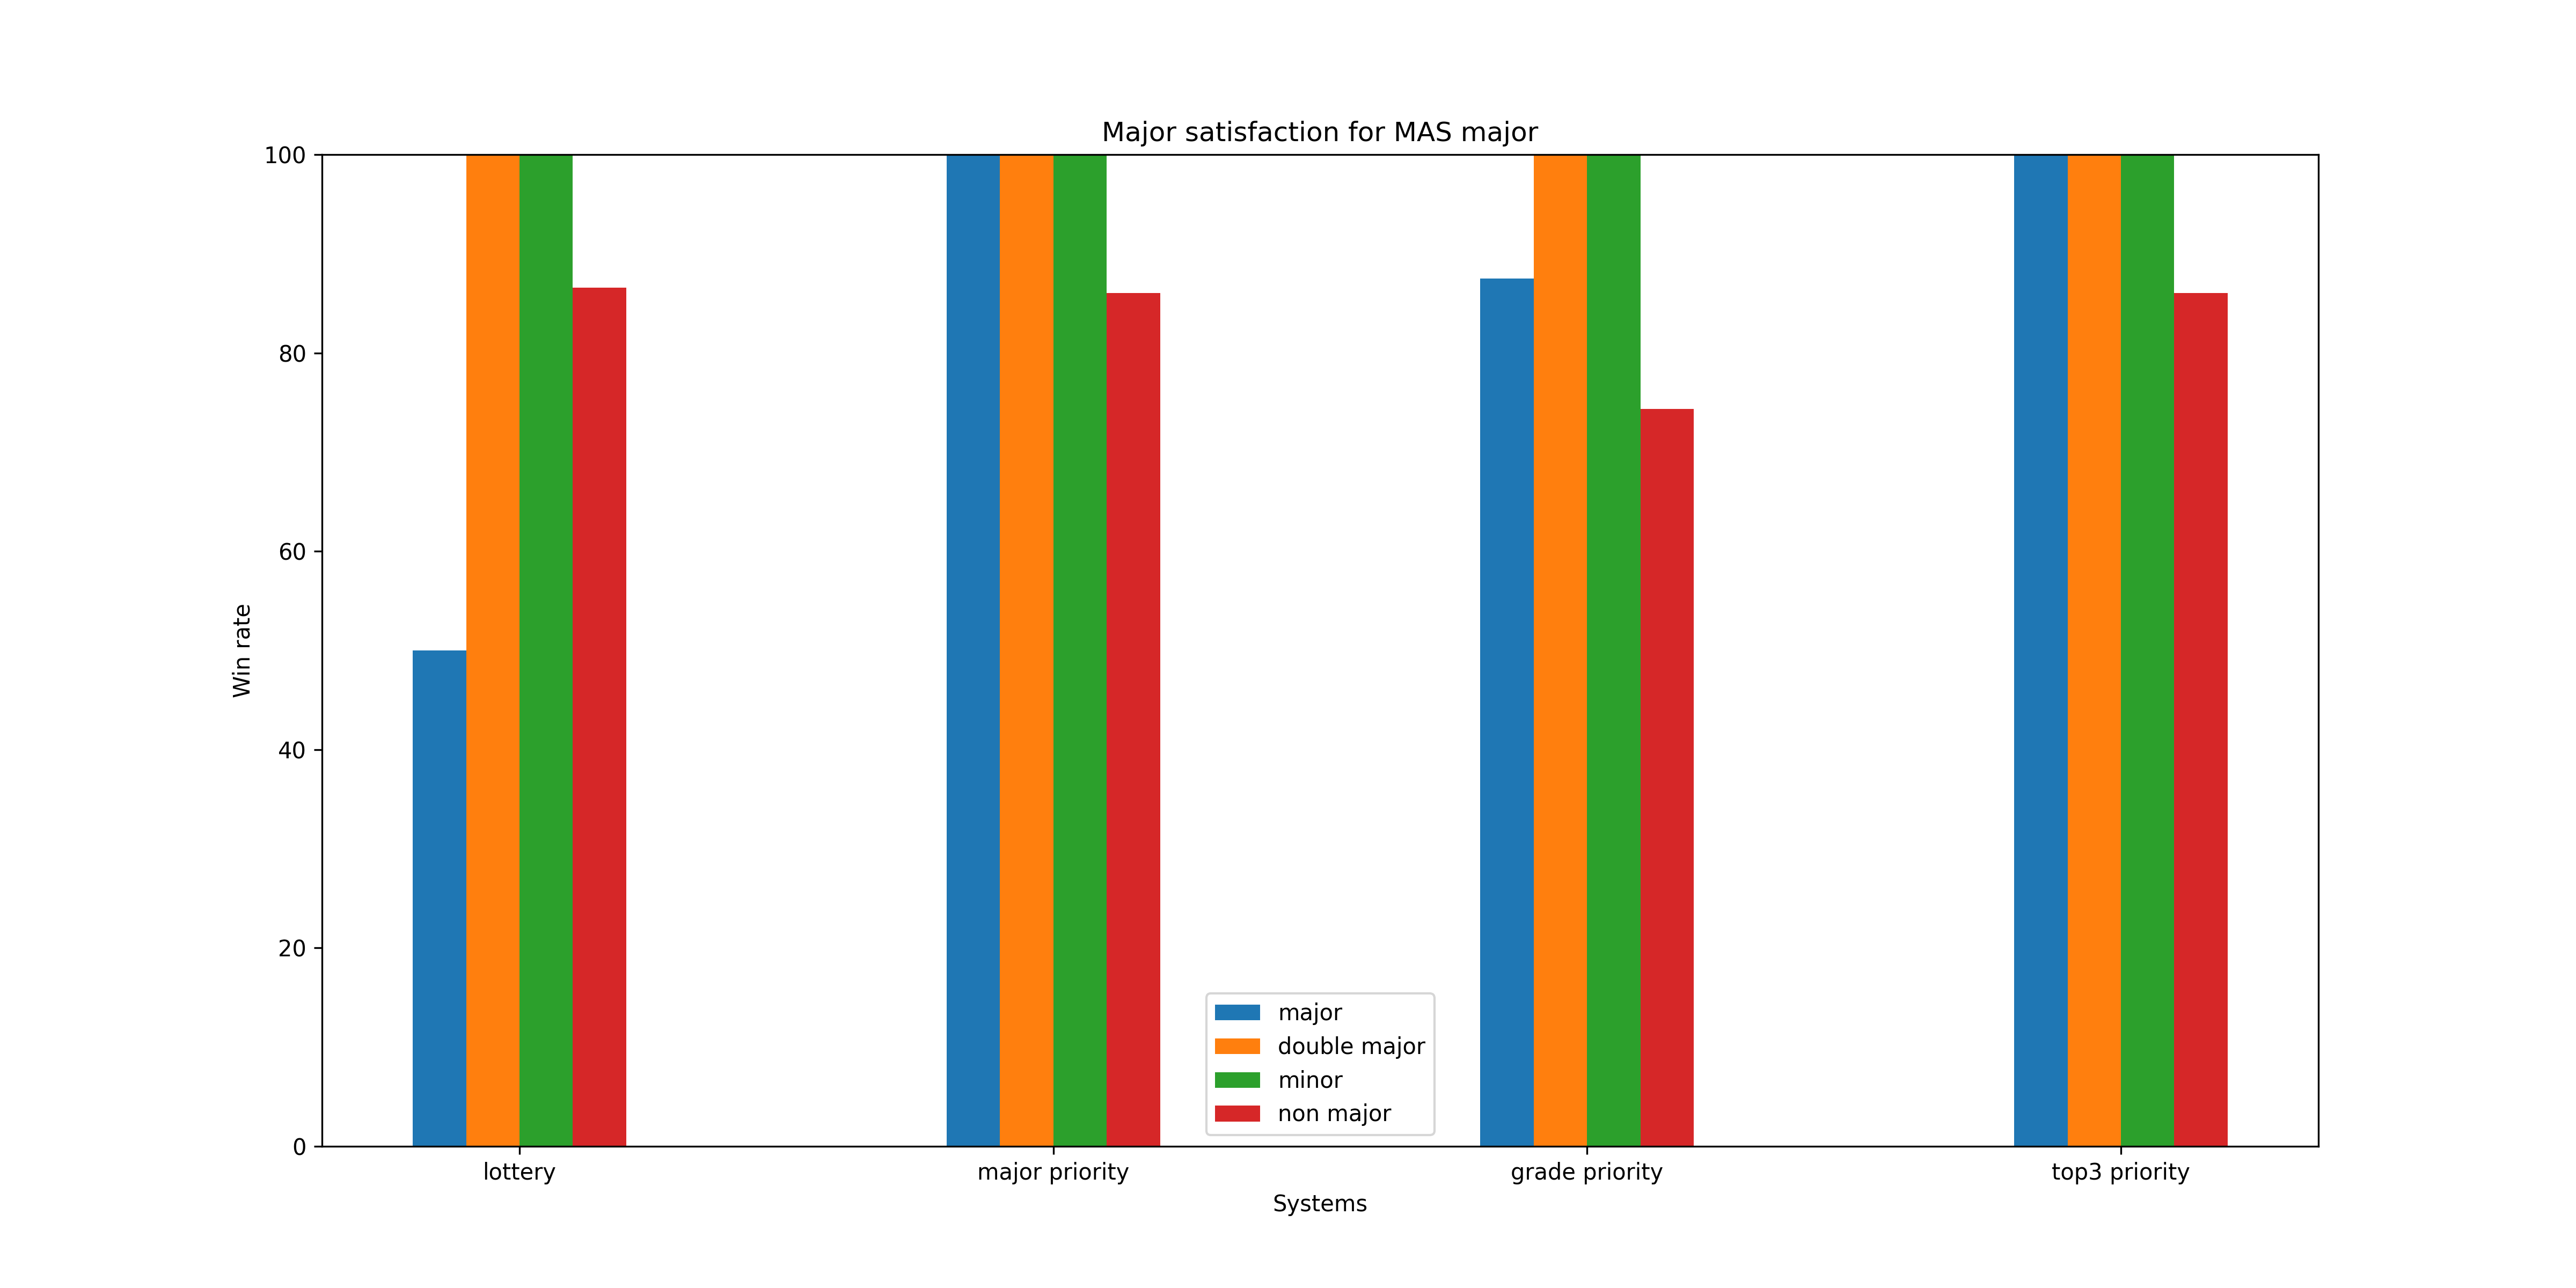 Major satisfaction for MAS major
100
80
60
40
20
0
Win rate
major
double major
minor
non major
lottery
major priority
grade priority
top3 priority
Systems